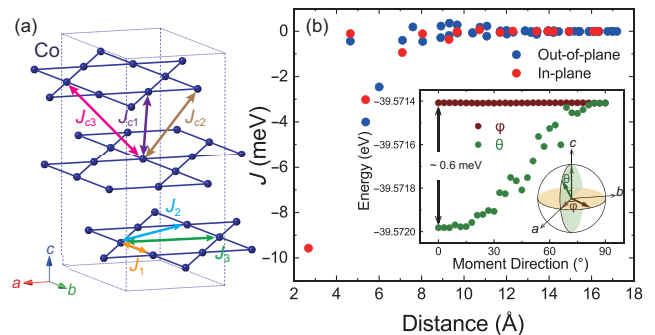 (a)
Co
J_c3
J_c1
J_c2
J_2
J_3
J_1
c
a
b
(b)
J (meV)
0
−2
−4
−6
−8
−10
2
4
6
8
10
12
14
16
18
Distance (Å)
Out-of-plane
In-plane
Energy (eV)
−39.5714
−39.5716
−39.5718
−39.5720
~ 0.6 meV
φ
θ
c
θ
b
φ
a
0
30
60
90
Moment Direction (°)